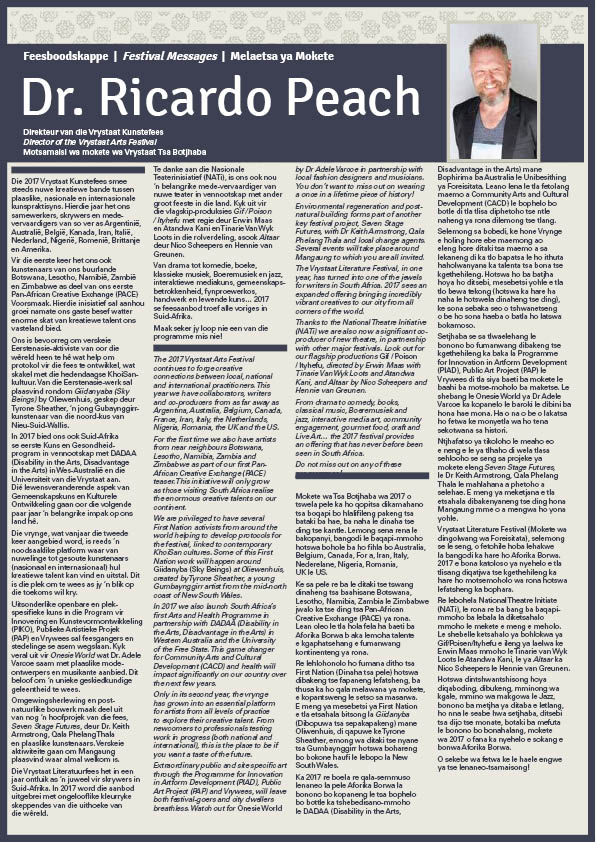 Feesboodskappe | Festival Messages | Melaetsa ya Mokete
Dr. Ricardo Peach
Direkteur van die Vrystaat Kunstefees
Director of the Vrystaat Arts Festival
Motsamaisi wa mokete wa Vrystaat Tsa Botjhaba
Die 2017 Vrystaat Kunstefees smee
steeds nuwe kreatiewe bande tussen
plaaslike, nasionale en internasionale
kunspraktisyns. Hierdie jaar het ons
samewerkers, skrywers en mede-
vervaardigers van so ver as Argentinië,
Australië, België, Kanada, Iran, Italië,
Nederland, Nigerië, Romenië, Brittanje
en Amerika.
Vir die eerste keer het ons ook
kunstenaars van ons buurlande
Botswana, Lesotho, Namibië, Zambië
en Zimbabwe as deel van ons eerste
Pan-African Creative Exchange (PACE)
Voorsmaak. Hierdie inisiatief sal aanhou
groei namate ons gaste besef watter
enorme skat van kreatiewe talent ons
vasteland bied.
Ons is bevoorreg om verskeie
Eerstenasie-aktiviste van oor die
wêreld heen te hê wat help om
protokol vir die fees te ontwikkel, wat
skakel met die hedendaagse KhoiSan-
kultuur. Van die Eerstenasie-werk sal
plaasvind rondom Giidanyba (Sky
Beings) by Oliewenhuis, geskep deur
Tyrone Sheather, 'n jong Gubaynggirr-
kunstenaar van die noord-kus van
Nieu-Suid-Wallis.
In 2017 bied ons ook Suid-Afrika
se eerste Kuns en Gesondheid-
program in vennootskap met DADAA
(Disability in the Arts, Disadvantage
in the Arts) in Wes-Australië en die
Universiteit van die Vrystaat aan.
Dié lewensveranderende aspek van
Gemeenskapskuns en Kulturele
Ontwikkeling gaan oor die volgende
paar jaar 'n belangrike impak op ons
land hê.
Die vrynge, wat vanjaar die tweede
keer aangebied word, is reeds 'n
noodsaaklike platform waar van
nuwelinge tot gesoute kunstenaars
(nasionaal en internasionaal) hul
kreatiewe talent kan vind en uitstal. Dit
is die plek om te wees as jy 'n blik op
die toekoms wil kry.
Uitsonderlike openbare en plek-
spesifieke kuns in die Program vir
Innovering en Kunstevormontwikkeling
(PIKO), Publieke Artistieke Projek
(PAP) en Vrywees sal feesgangers en
stedelinge se asem wegslaan. Kyk
veral uit vir Onesie World wat Dr. Adele
Varcoe saam met plaaslike mode-
ontwerpers en musikante aanbied. Dit
beloof om 'n unieke geskiedkundige
geleentheid te wees.
Omgewingsherlewing en post-
natuurlike bouwerk maak deel uit
van nog 'n hoofprojek van die fees,
Seven Stage Futures, deur Dr. Keith
Armstrong, Qala Phelang Thala
en plaaslike kunstenaars. Verskeie
aktiwiteite gaan om Mangaung
plaasvind waar almal welkom is.
Die Vrystaat Literatuurfees het in een
jaar ontluik as 'n juweel vir skrywers in
Suid-Afrika. In 2017 word die aanbod
uitgebrei met ongelooflike kleurryke
skeppendes van die uithoeke van
die wêreld.
Te danke aan die Nasionale
Teaterinisiatief (NATi), is ons ook nou
'n belangrike mede-vervaardiger van
nuwe teater in vennootskap met ander
groot feeste in die land. Kyk uit vir
die vlagskip-produksies Gif / Poison
/ Ityhefu met regie deur Erwin Maas
en Atandwa Kani en Tinarie Van Wyk
Loots in die rolverdeling, asook Altaar
deur Nico Scheepers en Hennie van
Greunen.
Van drama tot komedie, boeke,
klassieke musiek, Boeremusiek en jazz,
interaktiewe mediakuns, gemeenskaps-
betrokkenheid, fynproewerkos,
handwerk en lewende kuns... 2017
se feesaanbod troef alle voriges in
Suid-Afrika.
Maak seker jy loop nie een van die
programme mis nie!
The 2017 Vrystaat Arts Festival
continues to forge creative
connections between local, national
and international practitioners. This
year we have collaborators, writers
and co-producers from as far away as
Argentina, Australia, Belgium, Canada,
France, Iran, Italy, the Netherlands,
Nigeria, Romania, the UK and the US.
For the first time we also have artists
from near neighbours Botswana,
Lesotho, Namibia, Zambia and
Zimbabwe as part of our first Pan-
African Creative Exchange (PACE)
teaser. This initiative will only grow
as those visiting South Africa realise
the enormous creative talents on our
continent.
We are privileged to have several
First Nation activists from around the
world helping to develop protocols for
the festival, linked to contemporary
KhoiSan cultures. Some of this First
Nation work will happen around
Giidanyba (Sky Beings) at Oliewenhuis,
created by Tyrone Sheather, a young
Gumbaynggirr artist from the mid-north
coast of New South Wales.
In 2017 we also launch South Africa's
first Arts and Health Programme in
partnership with DADAA (Disability in
the Arts, Disadvantage in the Arts) in
Western Australia and the University
of the Free State. This game changer
for Community Arts and Cultural
Development (CACD) and health will
impact significantly on our country over
the next few years.
Only in its second year, the vrynge
has grown into an essential platform
for artists from all levels of practice
to explore their creative talent. From
newcomers to professionals testing
work in progress (both national and
international), this is the place to be if
you want a taste of the future.
Extraordinary public and site specific art
through the Programme for Innovation
in Artform Development (PIAD), Public
Art Project (PAP) and Vrywees, will leave
both festival-goers and city dwellers
breathless. Watch out for Onesie World
by Dr Adele Varcoe in partnership with
local fashion designers and musicians.
You don't want to miss out on wearing
a once in a lifetime piece of history!
Environmental regeneration and post-
natural building forms part of another
key festival project, Seven Stage
Futures, with Dr Keith Armstrong, Qala
Phelang Thala and local change agents.
Several events will take place around
Mangaung to which you are all invited.
The Vrystaat Literature Festival, in one
year, has turned into one of the jewels
for writers in South Africa. 2017 sees an
expanded offering bringing incredibly
vibrant creatives to our city from all
corners of the world.
Thanks to the National Theatre Initiative
(NATi) we are also now a significant co-
producer of new theatre, in partnership
with other major festivals. Look out for
our flagship productions Gif / Poison
/ Ityhefu, directed by Erwin Maas with
Tinarie Van Wyk Loots and Atandwa
Kani, and Altaar by Nico Scheepers and
Hennie van Greunen.
From drama to comedy, books,
classical music, Boeremusiek and
jazz, interactive media art, community
engagement, gourmet food, craft and
Live Art... the 2017 festival provides
an offering that has never before been
seen in South Africa.
Do not miss out on any of these
Mokete wa Tsa Botjhaba wa 2017 o
tswela pele ka ho qopitsa dikamahano
tsa boqapi bo hlalifileng pakeng tsa
bataki ba hae, ba naha le dinaha tse
ding tse ka ntle. Lemong sena rena le
bakopanyi, bangodi le baqapi-mmoho
hotswa bohole ba ho fihla bo Australia,
Belgium, Canada, For a, Iran, Italy,
Nederelane, Nigeria, Romania,
UK le US.
Ke sa pele re ba le ditaki tse tswang
dinaheng tsa baahisane Botswana,
Lesotho, Namibia, Zambia le Zimbabwe
jwalo ka tse ding tsa Pan-African
Creative Exchange (PACE) ya rona.
Lean oleo le tla hola fela ha baeti ba
Aforika Borwa b aka lemoha talente
e kgaphatsehang e fumanwang
kontinenteng ya rona.
Re lehlohonolo ho fumana ditho tsa
First Nation (Dinaha tsa pele) hotswa
dibakeng tse fapaneng lefatsheng, ba
thusa ka ho qala melawana ya mokete,
e kopantsweng le setso sa masarwa.
E meng ya mesebetsi ya First Nation
e tla etsahala bitsong la Giidanyba
(Dibopuwa tsa sepakapakeng) mane
Oliwenhuis, di qapuwe ke Tyrone
Sheather, emong wa ditaki tse nyane
tsa Gumbaynggirr hotswa bohareng
bo bokone haufi le lebopo la New
South Wales.
Ka 2017 re boela re qala-semmuso
lenaneo la pele Aforika Borwa la
bonono bo kopaneng le tsa bophelo
bo bottle ka tshebedisano-mmoho
le DADAA (Disability in the Arts,
Disadvantage in the Arts) mane
Bophirima ba Australia le Unibesithing
ya Foreisitata. Leano lena le tla fetolang
maemo a Community Arts and Cultural
Development (CACD) le bophelo bo
botle di tla tlisa diphetoho tse ntle
naheng ya rona dilemong tse tlang.
Selemong sa bobedi, ke hone Vrynge
e holing hore ebe maemong ao
eleng hore ditaki tsa maemo a sa
lekaneng di ka tlo bapatsa le ho ithuta
haholwanyang ka talenta tsa bona tse
kgethehileng. Hotswa ho ba batjha
hoya ho ditsebi, mesebetsi yohle e tla
tlo bewa tekong (hotswa ka hare ha
naha le hotswela dinaheng tse ding),
ke sona sebaka seo o tshwanetseng
o be ho sona haeba o batla ho latswa
bokamoso.
Setjhaba se sa tlwaelehang le
bonono bo fumanwang dibakeng tse
kgethehileng ka baka la Programme
for Innovation in Artform Development
(PIAD), Public Art Project (PAP) le
Vrywees di tla siya baeti ba mokete le
baahi ba motse-moholo ba maketse. Le
shebang le Onesie World ya Dr Adele
Varcoe ka kopanelo le baroki le dibini ba
hona hae mona. Ha o na o be o lakatsa
ho fetwa ke monyetla wa ho tena
sekotwana sa histori.
Ntjhafatso ya tikoloho le meaho eo
e neng e le ya tlhaho di wela tlasa
sehlooho se seng sa projeke ya
mokete eleng Seven Stage Futures,
le Dr Keith Armstrong, Qala Phelang
Thala le mahlahana a phetoho a
selehae. E meng ya meketjana e tla
etsahala dibakenyaneng tse ding hona
Mangaung mme o a mengwa ho yona
yohle.
Vrystaat Literature Festival (Mokete wa
dingolwang wa Foreisitata), selemong
se le seng, o fetohile hoba lehakwe
la bangodi ka hare ho Aforika Borwa.
2017 e bona katoloso ya nyehelo e tla
tlisang diqatjwa tse kgethehileng ka
hare ho motsemoholo wa rona hotswa
lefatsheng ka bophara.
Re lebohels National Theatre Initiate
(NATi), le rona re ba bang ba baqapi-
mmoho ba lebala la diketsahalo
mmoho le mekete e meng e meholo.
Le shebelle ketsahalo ya bohlokwa ya
Gif/Poisen/Ityhefu e ileng ya laelwa ke
Erwin Maas mmoho le Tinarie van Wyk
Loots le Atandwa Kani, le ya Altaar ka
Nico Scheepers le Hennie van Greunen.
Hotswa dintshwantshisong hoya
diqaboding, dibukeng, mmiinong wa
kgale, mmino wa makgowa le Jazz,
bonono ba metjha ya ditaba e letlang,
ho nna le seabe hwa setjhaba, ditsebi
tsa dijo tse monate, botaki ba mefuta
le bonono bo bonahalang, mokete
wa 2017 o fana ka nyehelo e sokang e
bonwa Aforika Borwa.
O seke be wa fetwa ke le haele engwe
ya tse lenaneo-tsamaisong!